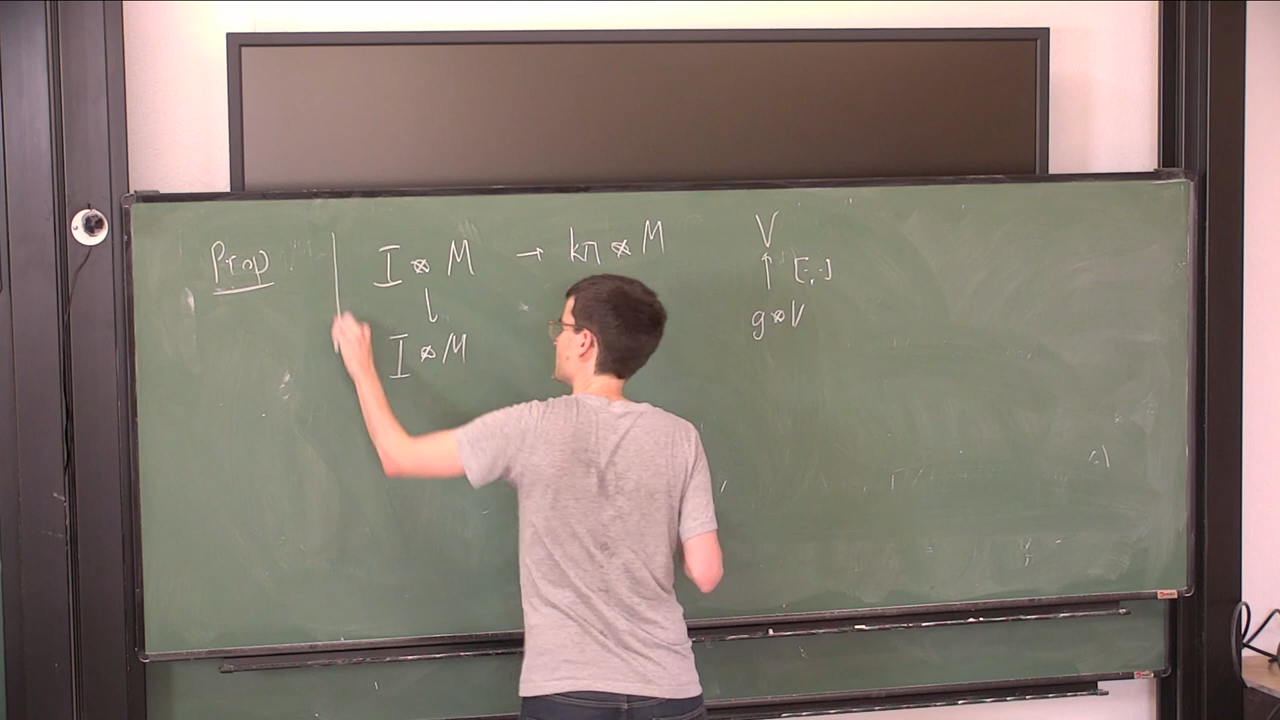 Prop
I ⊗ M → kπ ⊗ M
↓
I ⊗ M
V
↑ [·,·]
g ⊗ V